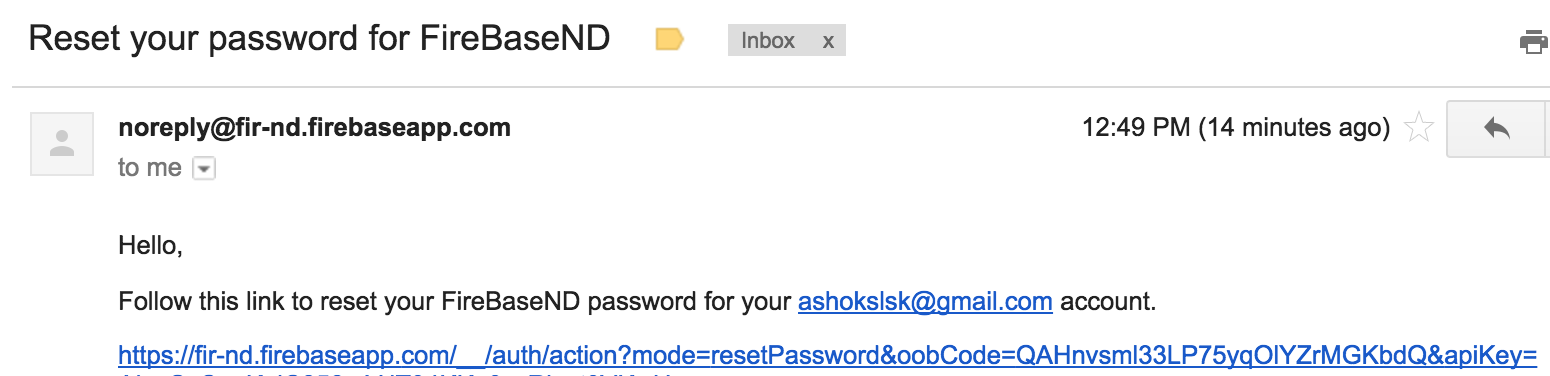 Reset your password for FireBaseND
Inbox x
noreply@fir-nd.firebaseapp.com
12:49 PM (14 minutes ago)
to me
Hello,
Follow this link to reset your FireBaseND password for your ashokslsk@gmail.com account.
https://fir-nd.firebaseapp.com/__/auth/action?mode=resetPassword&oobCode=QAHnvsml33LP75yqOlYZrMGKbdQ&apiKey=